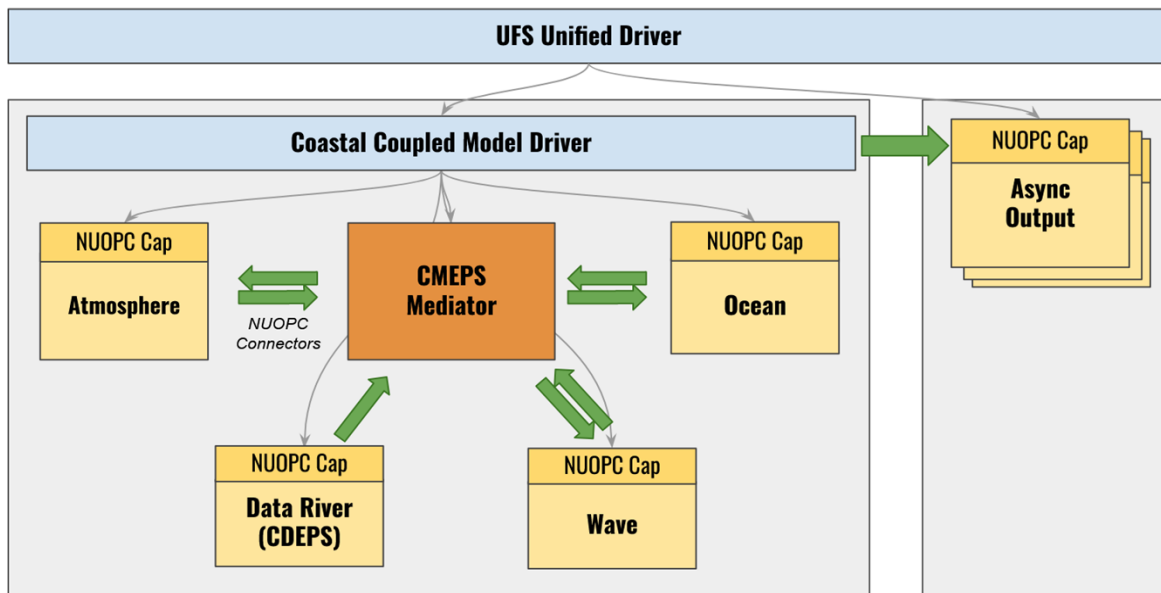 UFS Unified Driver
Coastal Coupled Model Driver
NUOPC Cap
Async
Output
NUOPC Cap
Atmosphere
NUOPC
Connectors
CMEPS
Mediator
NUOPC Cap
Ocean
NUOPC Cap
Data River
(CDEPS)
NUOPC Cap
Wave